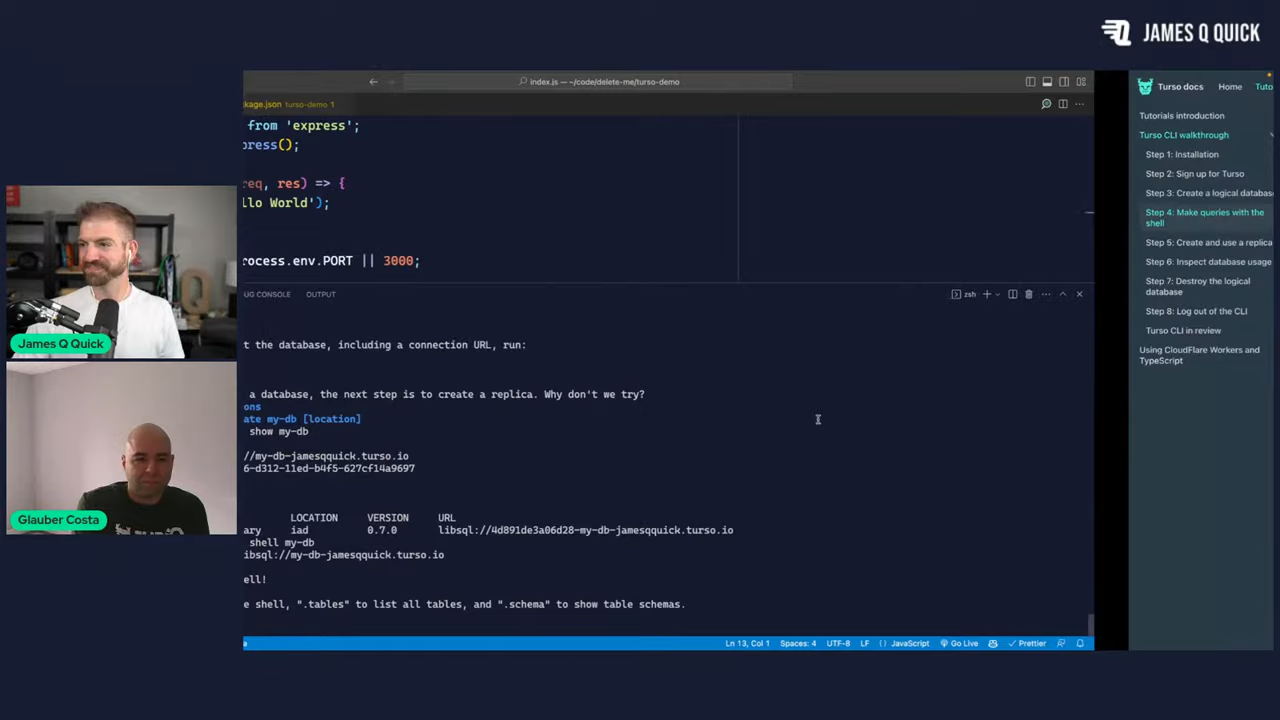 JAMES Q QUICK
index.js — ~/code/delete-me/turso-demo
kage.json turso-demo 1
from 'express';
press();
req, res) => {
llo World');
rocess.env.PORT || 3000;
UG CONSOLE OUTPUT
zsh
t the database, including a connection URL, run:
a database, the next step is to create a replica. Why don't we try?
ons
ate my-db [location]
show my-db
//my-db-jamesqquick.turso.io
6-d312-11ed-b4f5-627cf14a9697
LOCATION VERSION URL
ary iad 0.7.0 libsql://4d891de3a06d28-my-db-jamesqquick.turso.io
shell my-db
ibsql://my-db-jamesqquick.turso.io
ell!
e shell, ".tables" to list all tables, and ".schema" to show table schemas.
Ln 13, Col 1 Spaces: 4 UTF-8 LF {} JavaScript Go Live Prettier
Turso docs Home Tuto
Tutorials introduction
Turso CLI walkthrough
Step 1: Installation
Step 2: Sign up for Turso
Step 3: Create a logical databas
Step 4: Make queries with the
shell
Step 5: Create and use a replica
Step 6: Inspect database usage
Step 7: Destroy the logical
database
Step 8: Log out of the CLI
Turso CLI in review
Using CloudFlare Workers and
TypeScript
James Q Quick
Glauber Costa